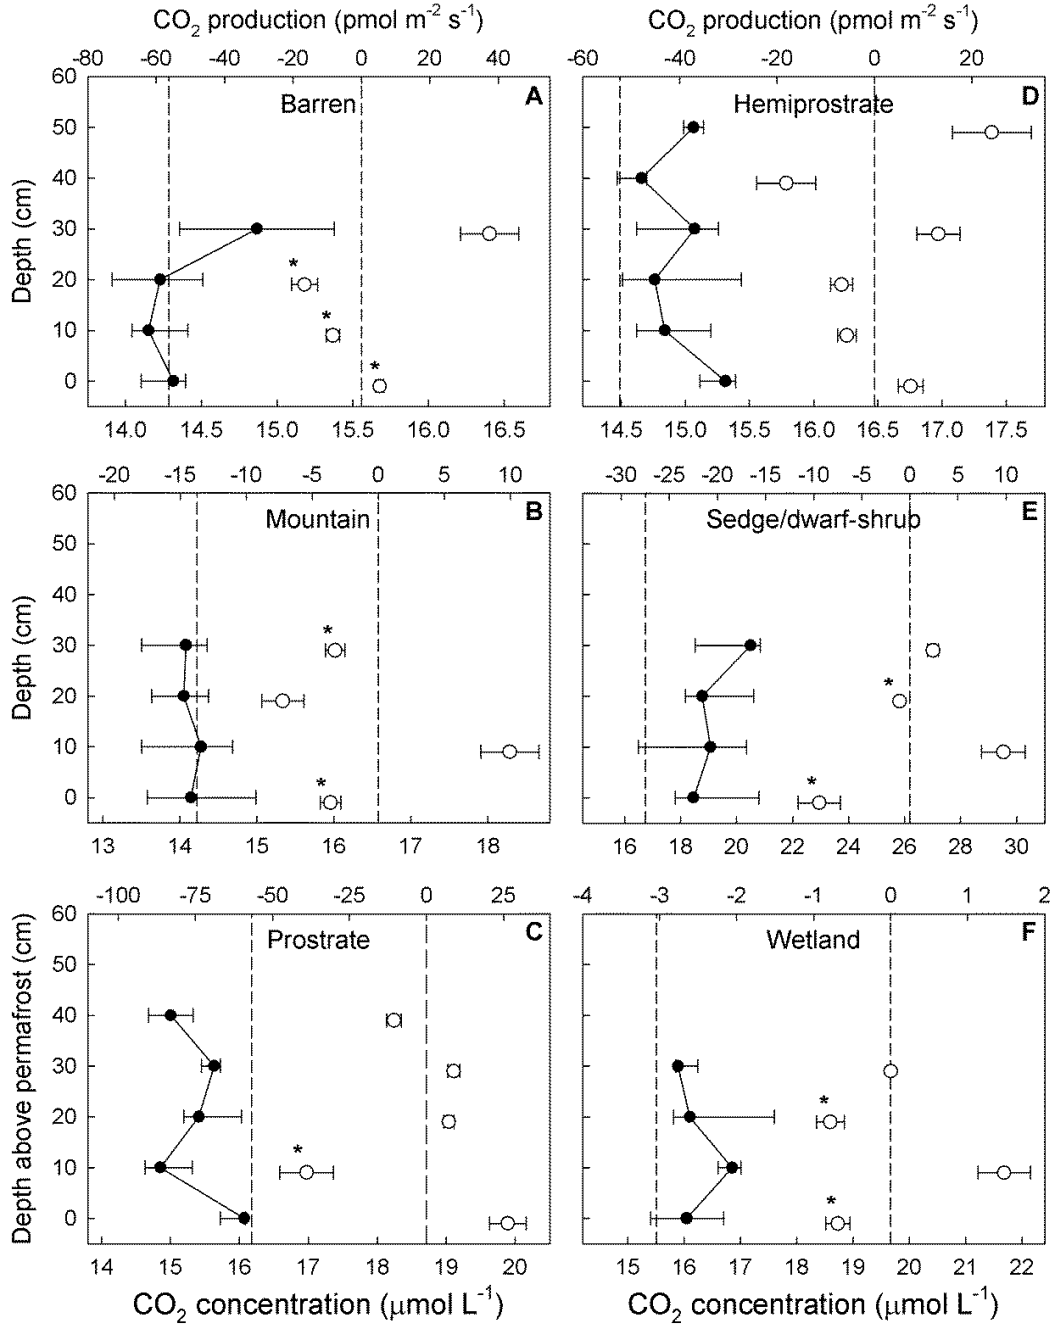 CO2 production (pmol m-2 s-1) CO2 production (pmol m-2 s-1)
-80 -60 -40 -20 0 20 40 -60 -40 -20 0 20
60 Barren A Hemiprostrate D
50
40
30
20 *
10 *
0 *
Depth (cm)
14.0 14.5 15.0 15.5 16.0 16.5 14.5 15.0 15.5 16.0 16.5 17.0 17.5
-20 -15 -10 -5 0 5 10 -30 -25 -20 -15 -10 -5 0 5 10
60 Mountain B Sedge/dwarf-shrub E
50
40
30 *
20 *
10
0 * *
Depth (cm)
13 14 15 16 17 18 16 18 20 22 24 26 28 30
-100 -75 -50 -25 0 25 -4 -3 -2 -1 0 1 2
60 Prostrate C Wetland F
50
40
30
20 *
10 *
0 *
Depth above permafrost (cm)
14 15 16 17 18 19 20 15 16 17 18 19 20 21 22
CO2 concentration (μmol L-1) CO2 concentration (μmol L-1)